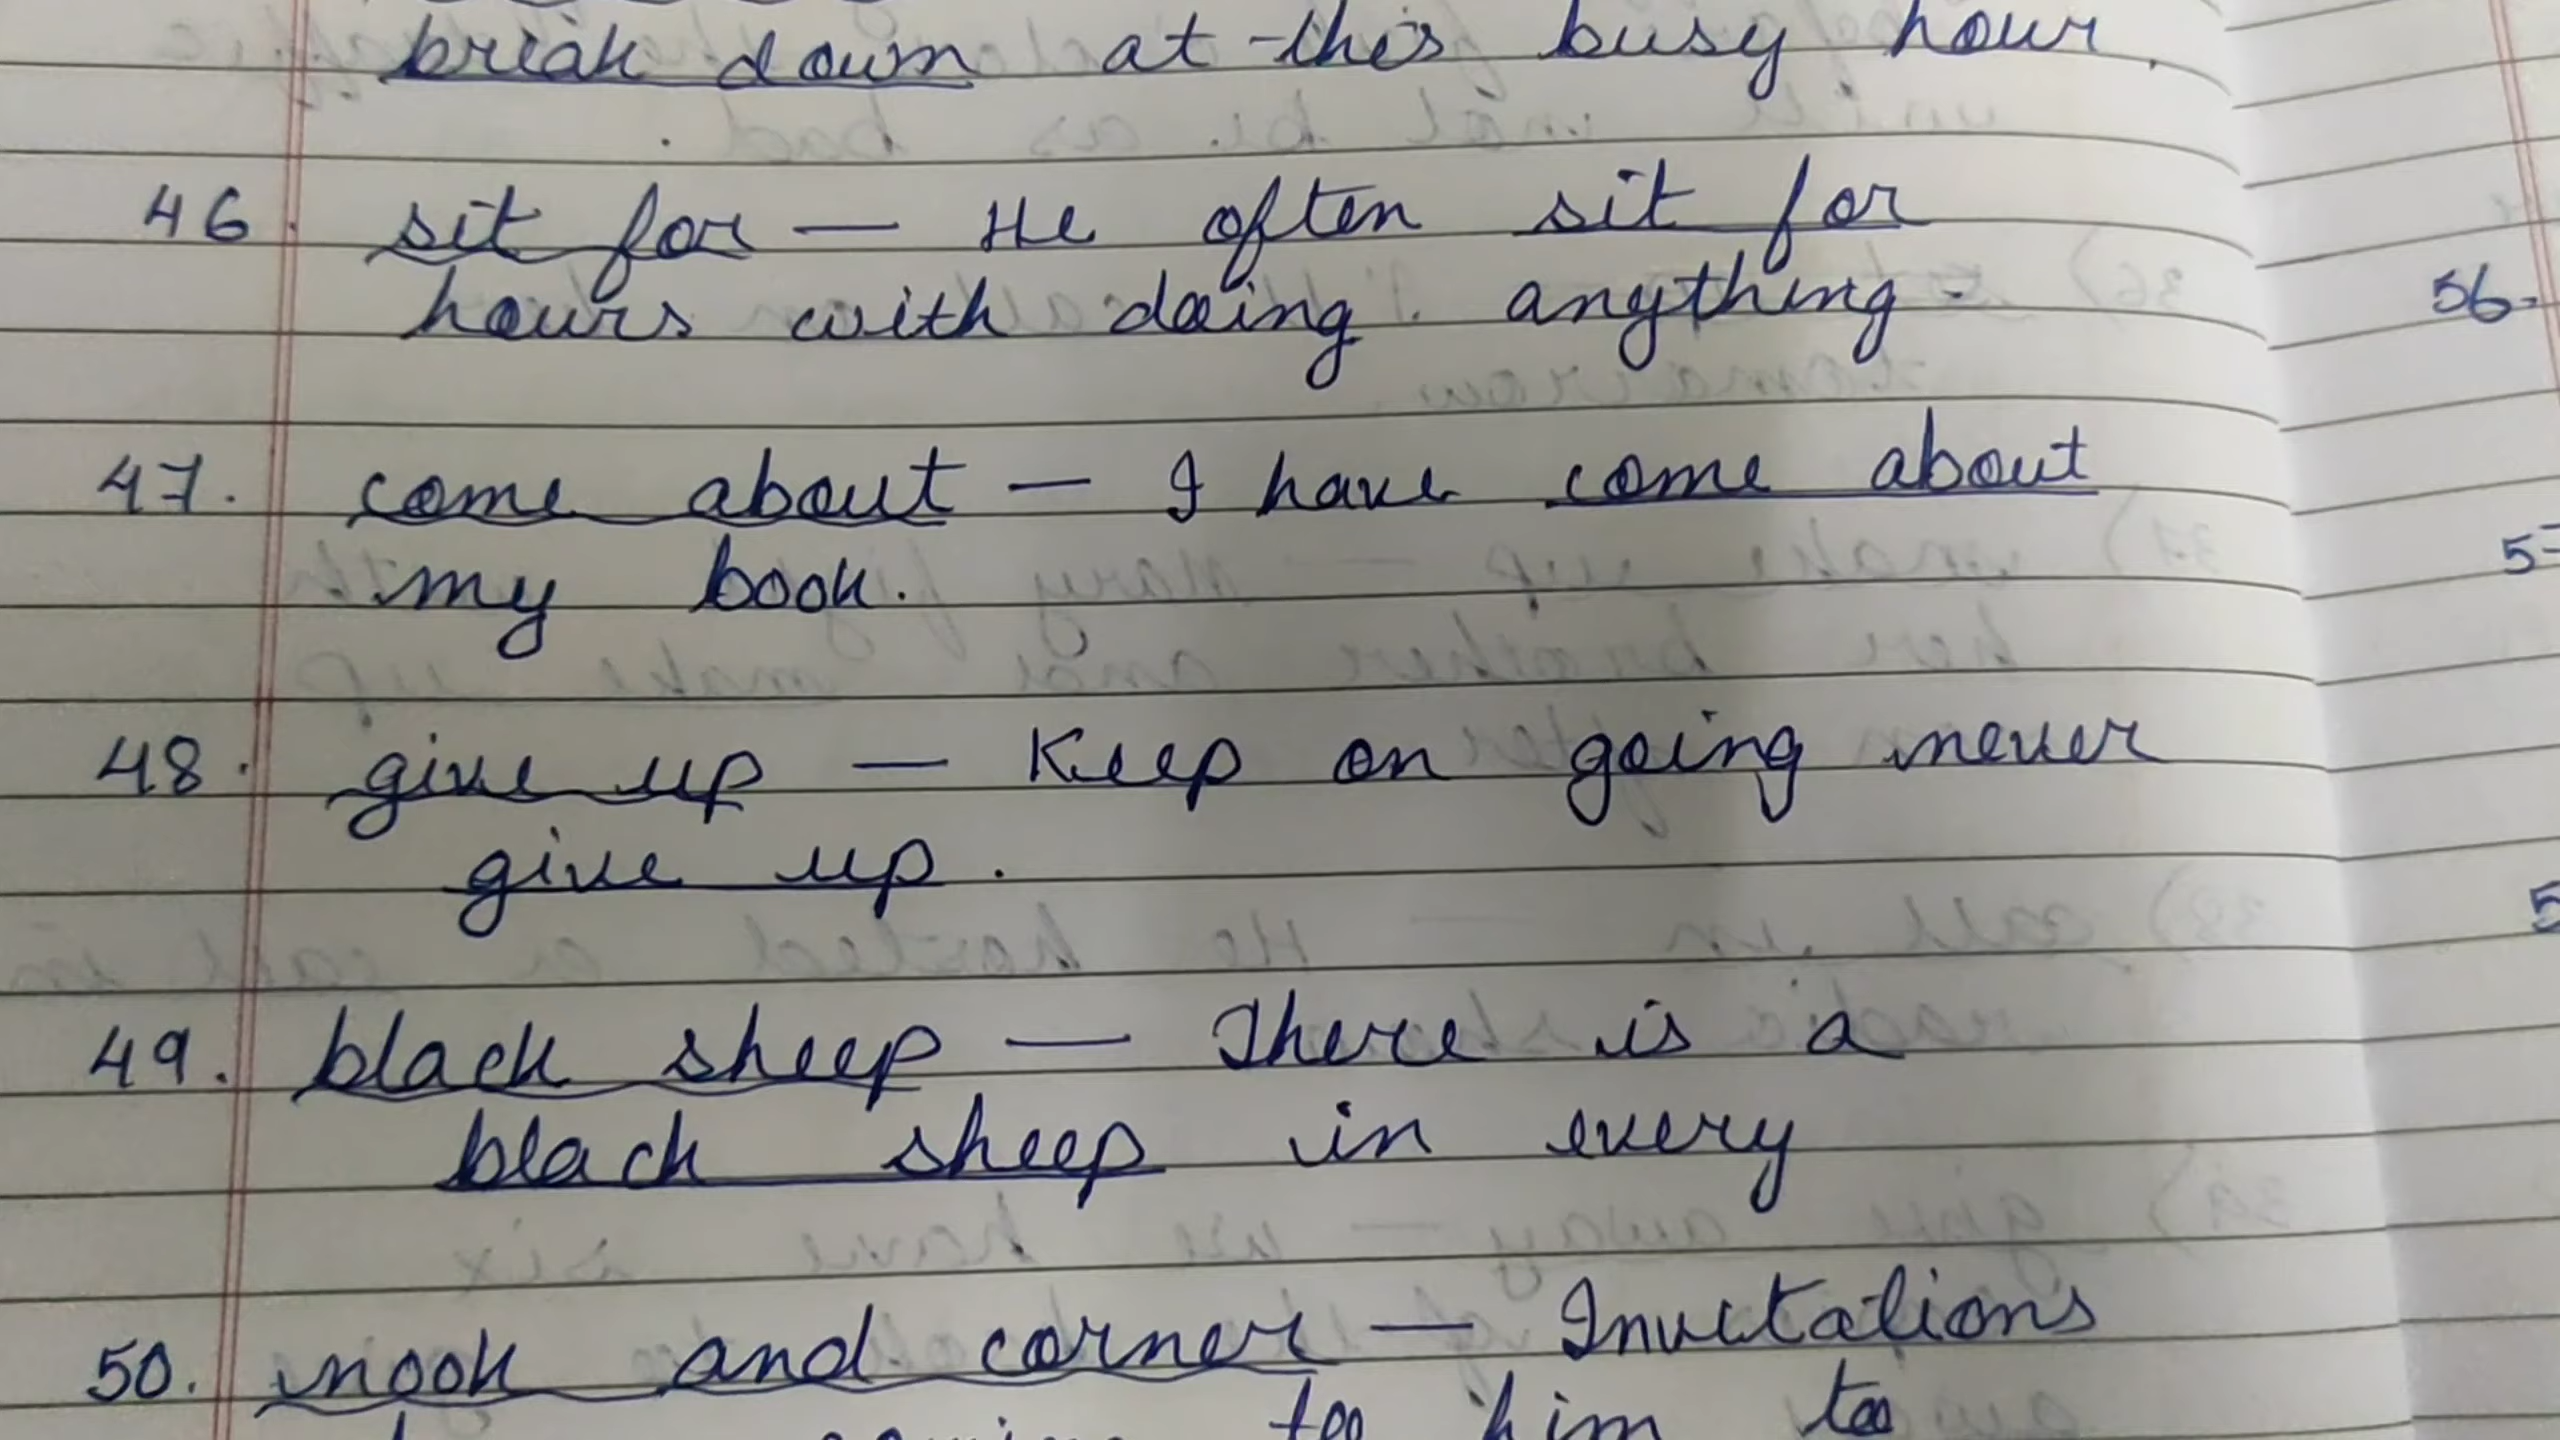 break down at this busy hour.
46. sit for — He often sit for
hours with doing anything.
47. come about — I have come about
my book.
48. give up — Keep on going never
give up.
49. black sheep — There is a
black sheep in every
50. nook and corner — Invitations
to him to
56.